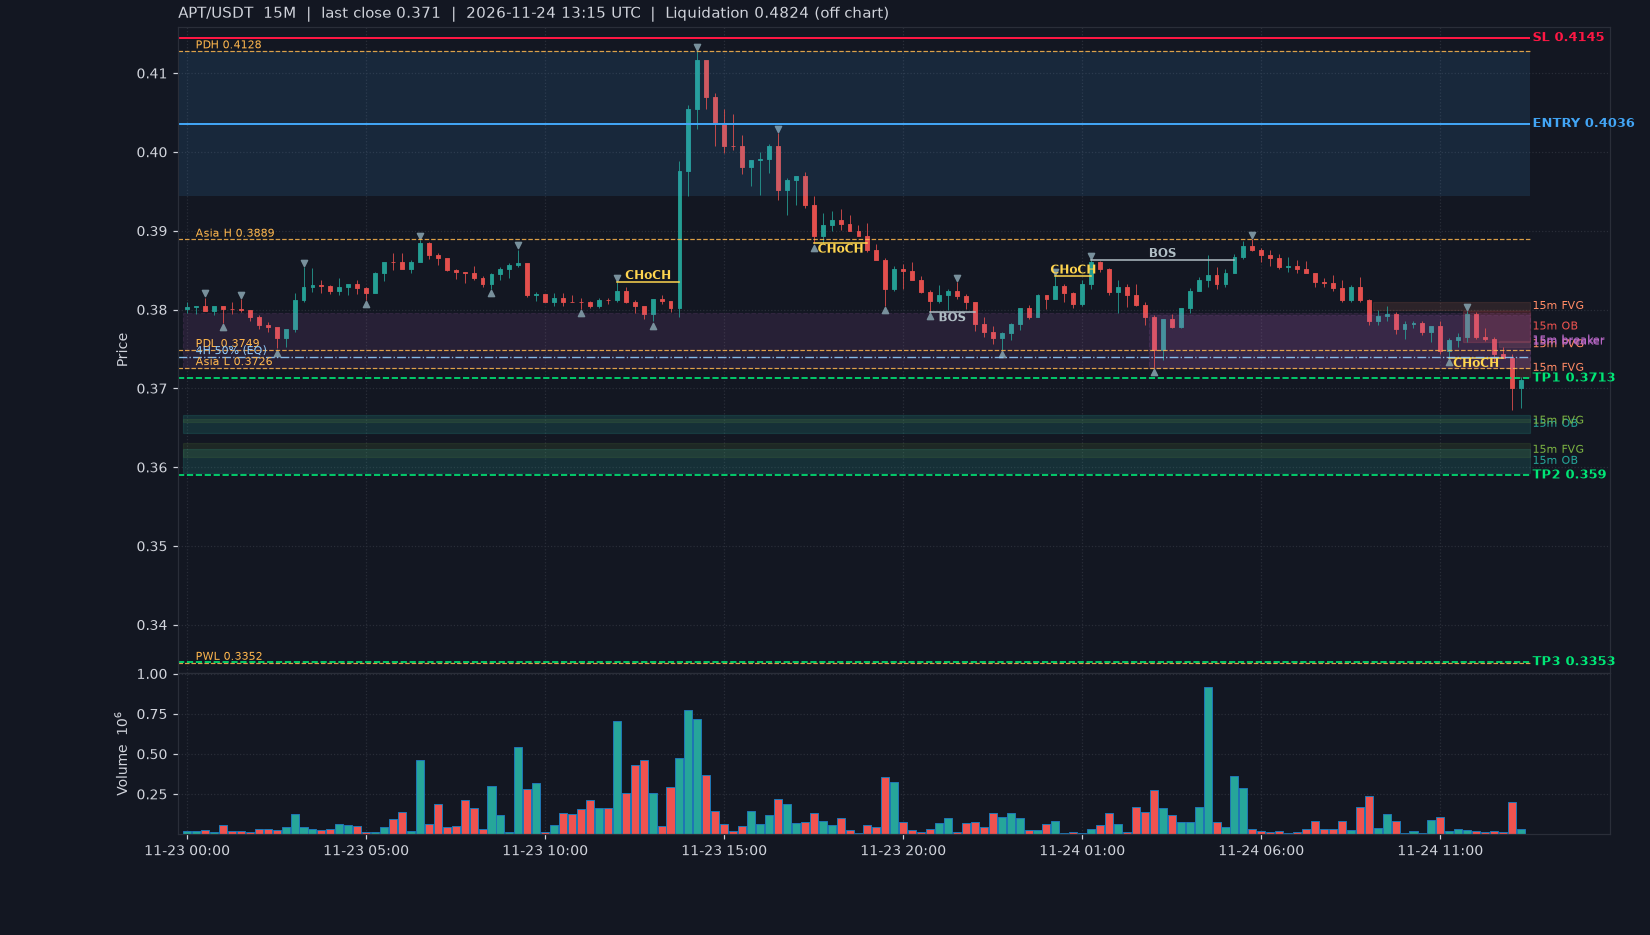 APT/USDT  15M  |  last close 0.371  |  2026-11-24 13:15 UTC  |  Liquidation 0.4824 (off chart)
SL 0.4145
PDH 0.4128
0.41
ENTRY 0.4036
0.40
Asia H 0.3889
0.39
CHoCH
BOS
CHoCH
CHoCH
15m FVG
0.38
BOS
15m OB
PDL 0.3749
15m breaker
15m FVG
4H 50% (EQ)
Asia L 0.3726
CHoCH
15m FVG
TP1 0.3713
0.37
Price
15m FVG
15m OB
15m FVG
15m OB
0.36
TP2 0.359
0.35
0.34
PWL 0.3352
TP3 0.3353
1.00
0.75
0.50
0.25
Volume  10⁶
11-23 00:00
11-23 05:00
11-23 10:00
11-23 15:00
11-23 20:00
11-24 01:00
11-24 06:00
11-24 11:00